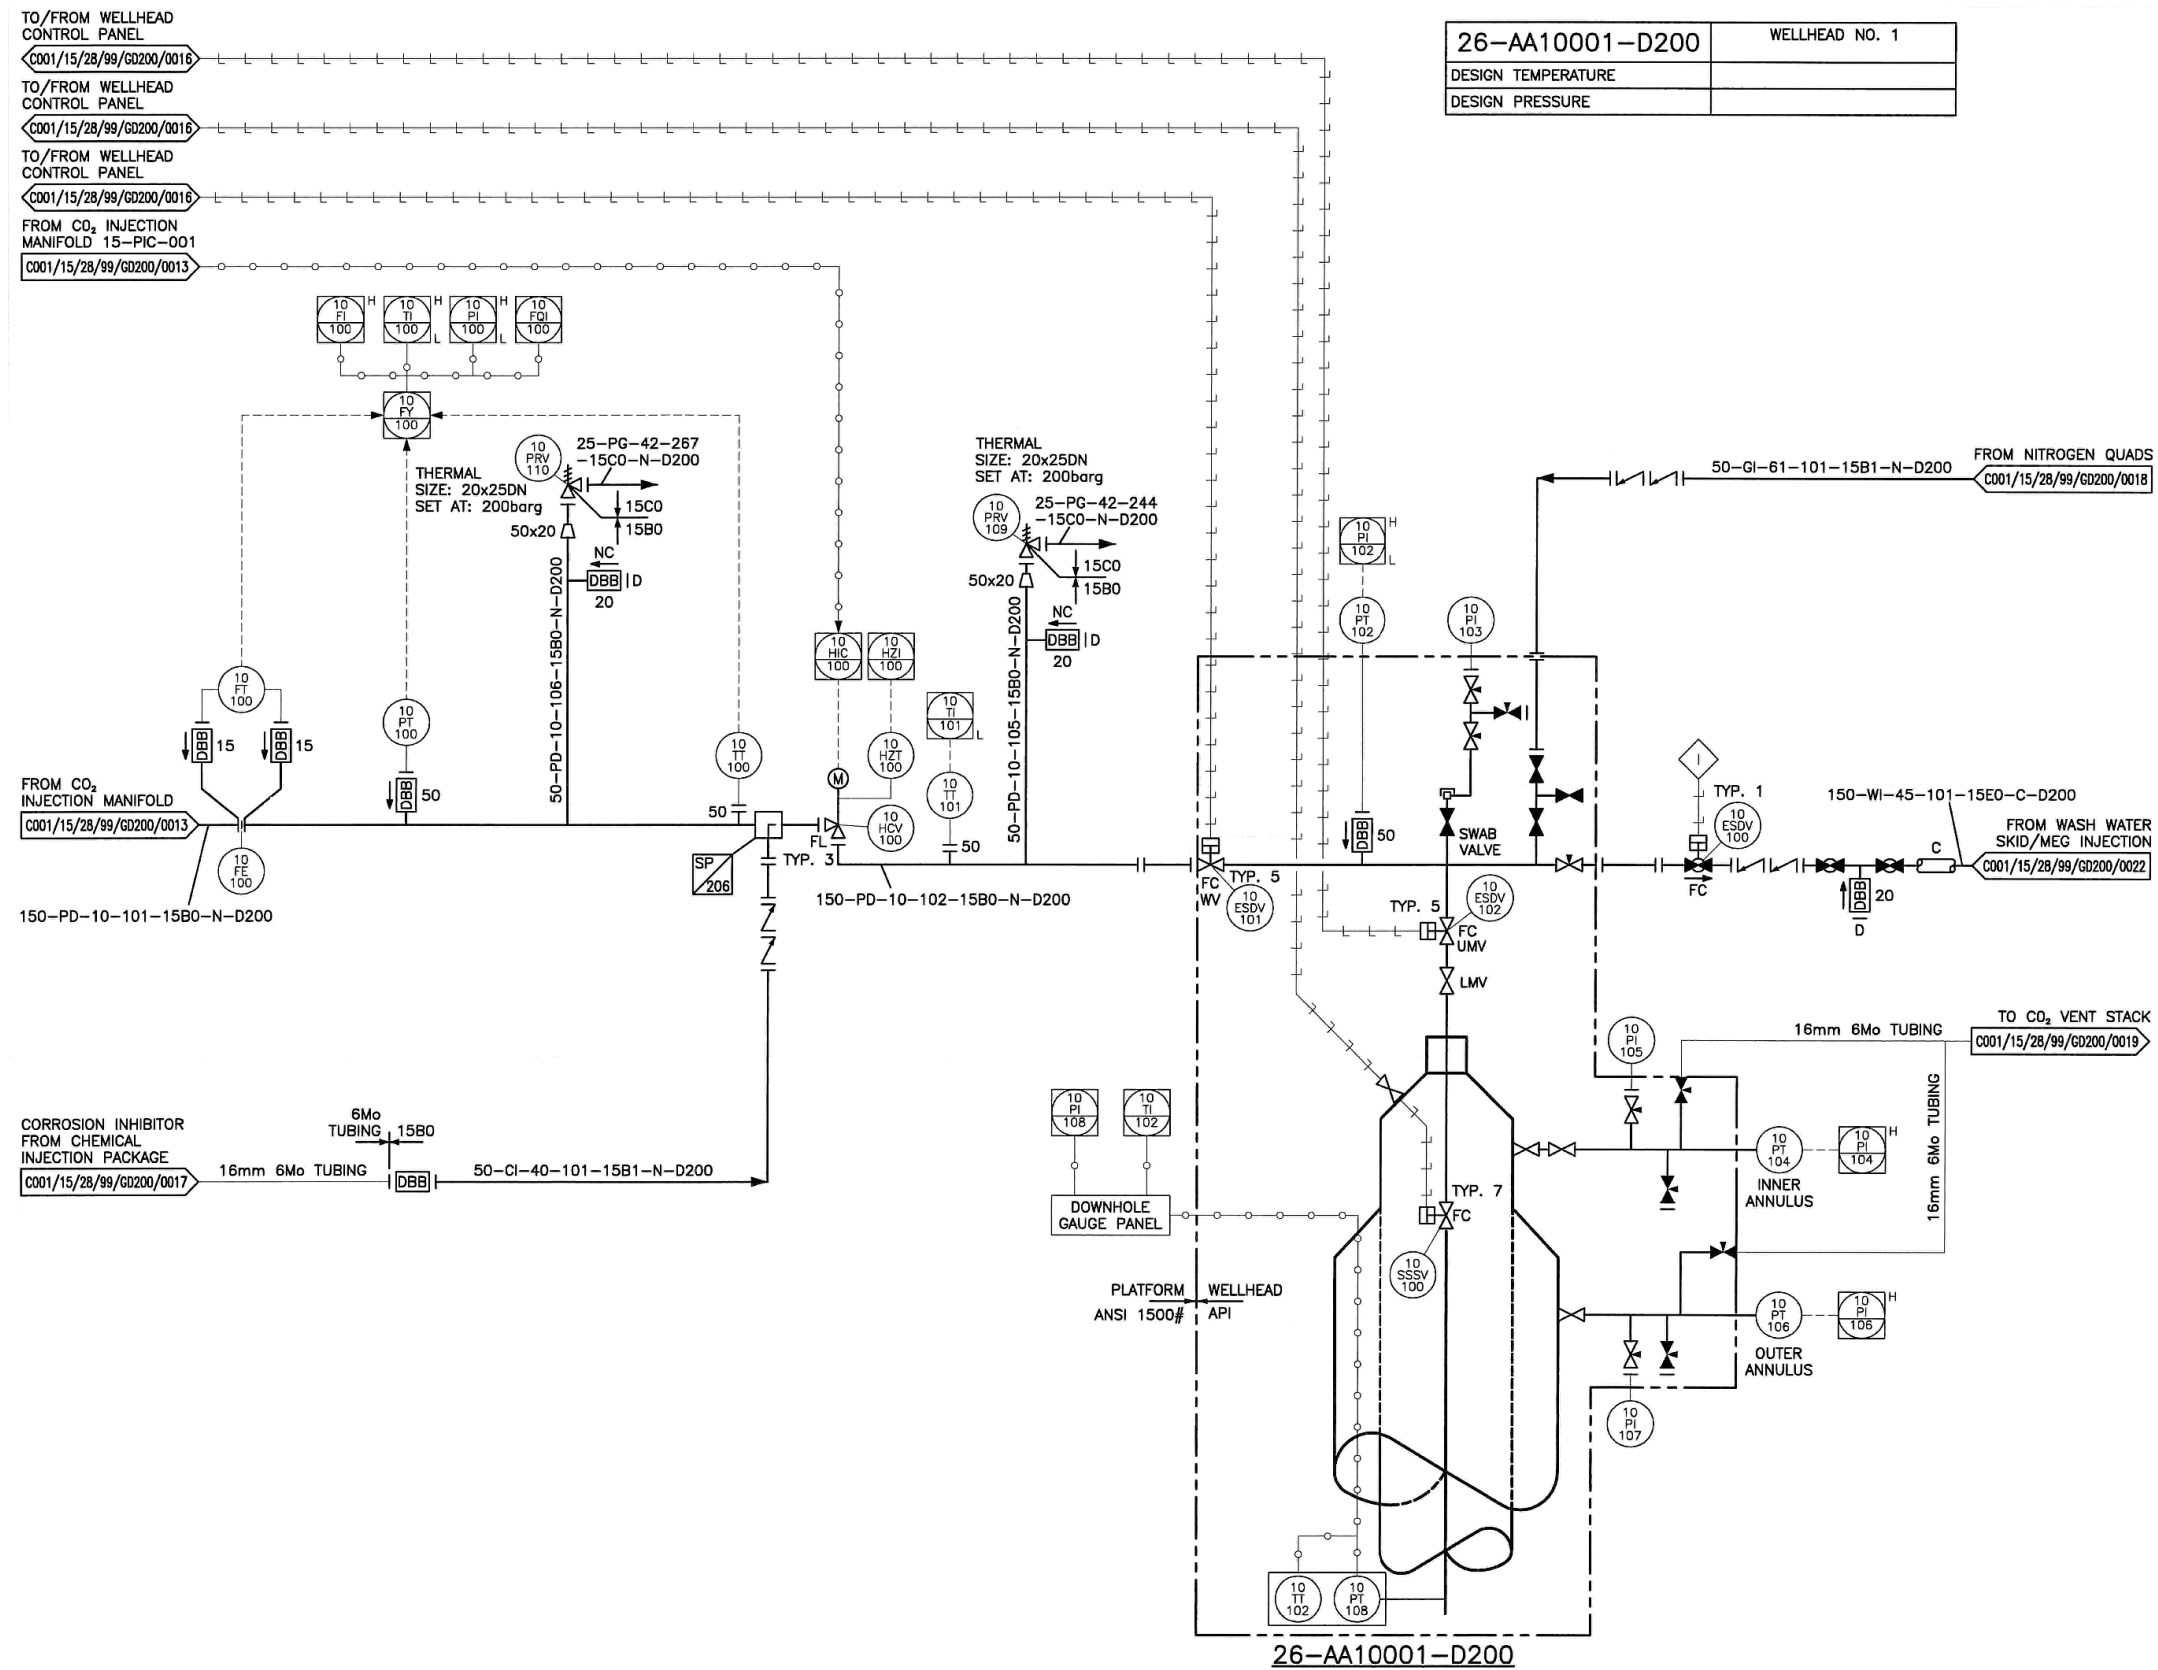 TO/FROM WELLHEAD
CONTROL PANEL
C001/15/28/99/GD200/0016
TO/FROM WELLHEAD
CONTROL PANEL
C001/15/28/99/GD200/0016
TO/FROM WELLHEAD
CONTROL PANEL
C001/15/28/99/GD200/0016
FROM CO₂ INJECTION
MANIFOLD 15-PIC-001
C001/15/28/99/GD200/0013
26-AA10001-D200
WELLHEAD NO. 1
DESIGN TEMPERATURE
DESIGN PRESSURE
10
FI
100
H
10
TI
100
H
L
10
PI
100
H
L
10
FQI
100
10
FY
100
THERMAL
SIZE: 20x25DN
SET AT: 200barg
10
PRV
110
25-PG-42-267
-15C0-N-D200
15C0
15B0
50x20
NC
DBB
D
20
50-PD-10-106-15B0-N-D200
THERMAL
SIZE: 20x25DN
SET AT: 200barg
10
PRV
109
25-PG-42-244
-15C0-N-D200
15C0
15B0
50x20
NC
DBB
D
20
50-PD-10-105-15B0-N-D200
10
FT
100
DBB
15
DBB
15
10
PT
100
DBB
50
10
TT
100
50
10
HIC
100
10
HZI
100
10
HZT
100
M
10
HCV
100
FL
10
TI
101
L
10
TT
101
50
FROM CO₂
INJECTION MANIFOLD
C001/15/28/99/GD200/0013
10
FE
100
150-PD-10-101-15B0-N-D200
SP
206
TYP. 3
150-PD-10-102-15B0-N-D200
10
PI
102
H
L
10
PT
102
DBB
50
10
PI
103
SWAB
VALVE
FROM NITROGEN QUADS
50-GI-61-101-15B1-N-D200
C001/15/28/99/GD200/0018
I
TYP. 1
10
ESDV
100
FC
150-WI-45-101-15E0-C-D200
FROM WASH WATER
SKID/MEG INJECTION
C001/15/28/99/GD200/0022
C
DBB
20
D
FC
WV
TYP. 5
10
ESDV
101
TYP. 5
10
ESDV
102
FC
UMV
LMV
TO CO₂ VENT STACK
16mm 6Mo TUBING
C001/15/28/99/GD200/0019
16mm 6Mo TUBING
10
PI
105
10
PT
104
10
PI
104
H
INNER
ANNULUS
10
PT
106
10
PI
106
H
OUTER
ANNULUS
10
PI
107
CORROSION INHIBITOR
FROM CHEMICAL
INJECTION PACKAGE
C001/15/28/99/GD200/0017
16mm 6Mo TUBING
6Mo
TUBING
15B0
DBB
50-CI-40-101-15B1-N-D200
10
PI
108
10
TI
102
DOWNHOLE
GAUGE PANEL
TYP. 7
FC
10
SSSV
100
PLATFORM
WELLHEAD
ANSI 1500#
API
10
TT
102
10
PT
108
26-AA10001-D200